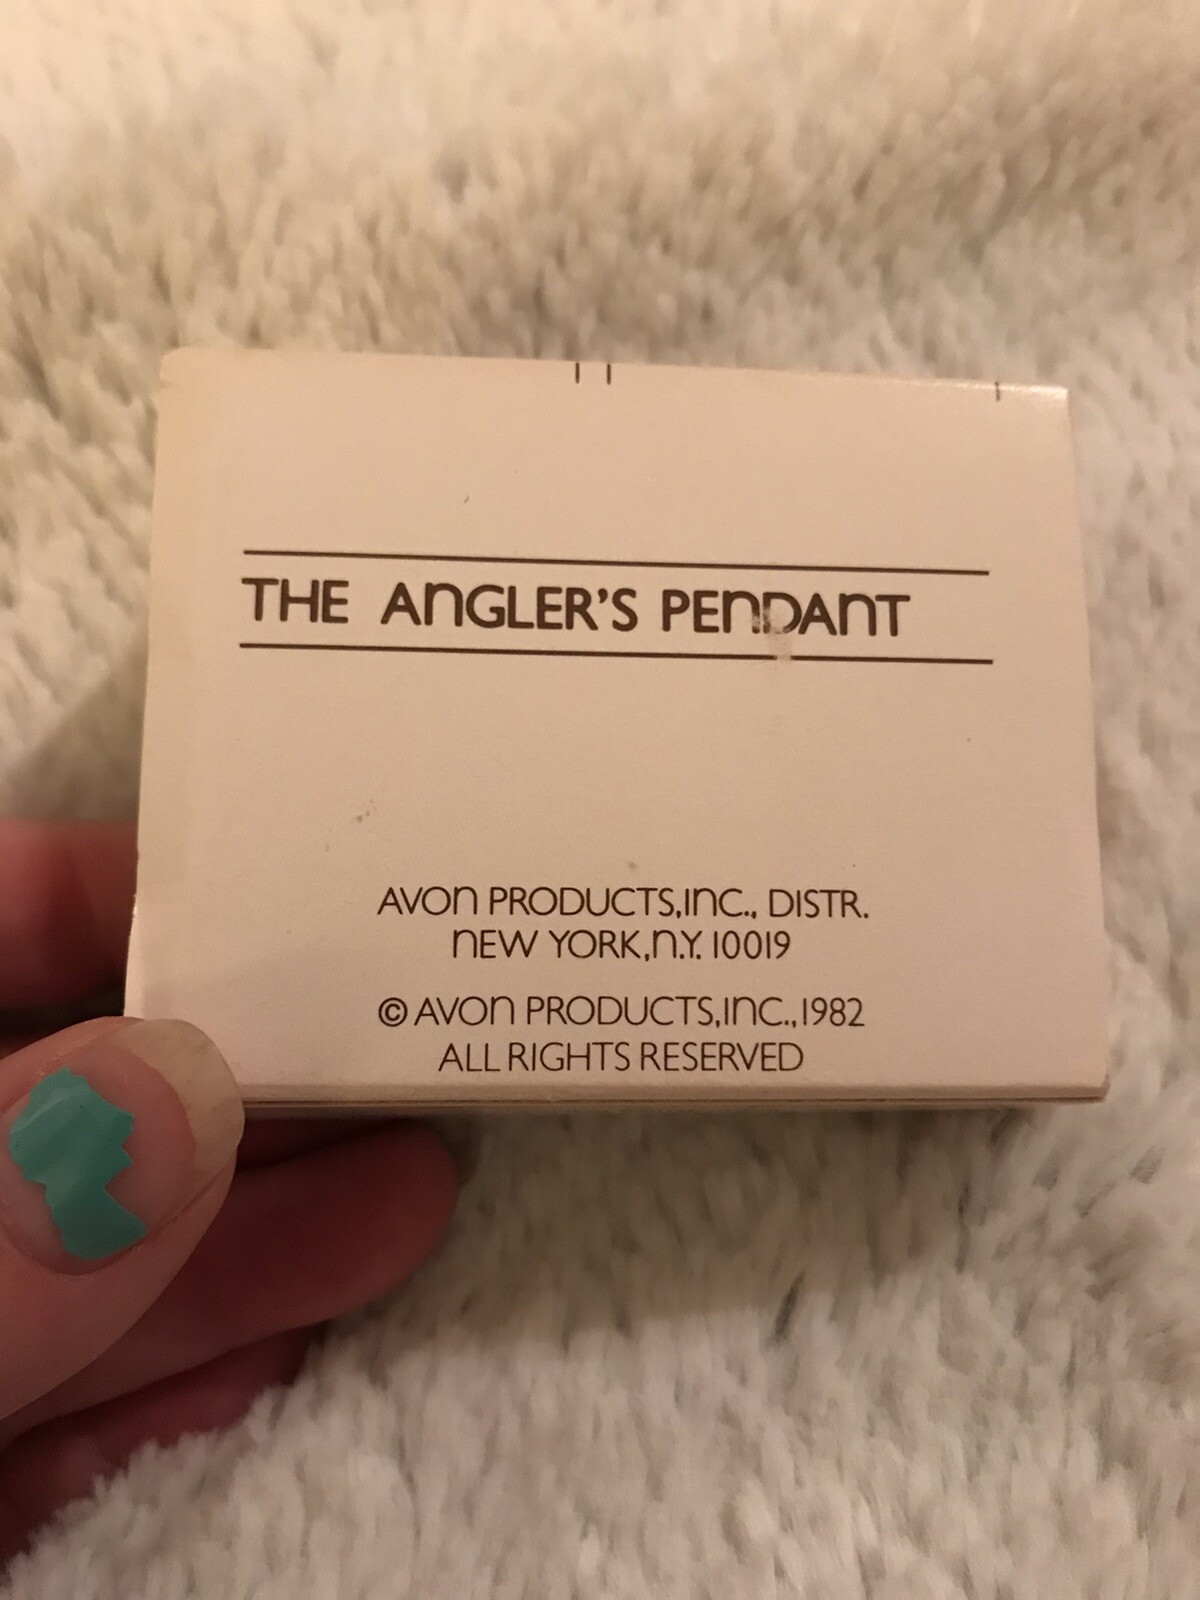 THE ANGLER'S PENDANT
AVON PRODUCTS,INC., DISTR.
NEW YORK,N.Y. 10019
© AVON PRODUCTS,INC.,1982
ALL RIGHTS RESERVED